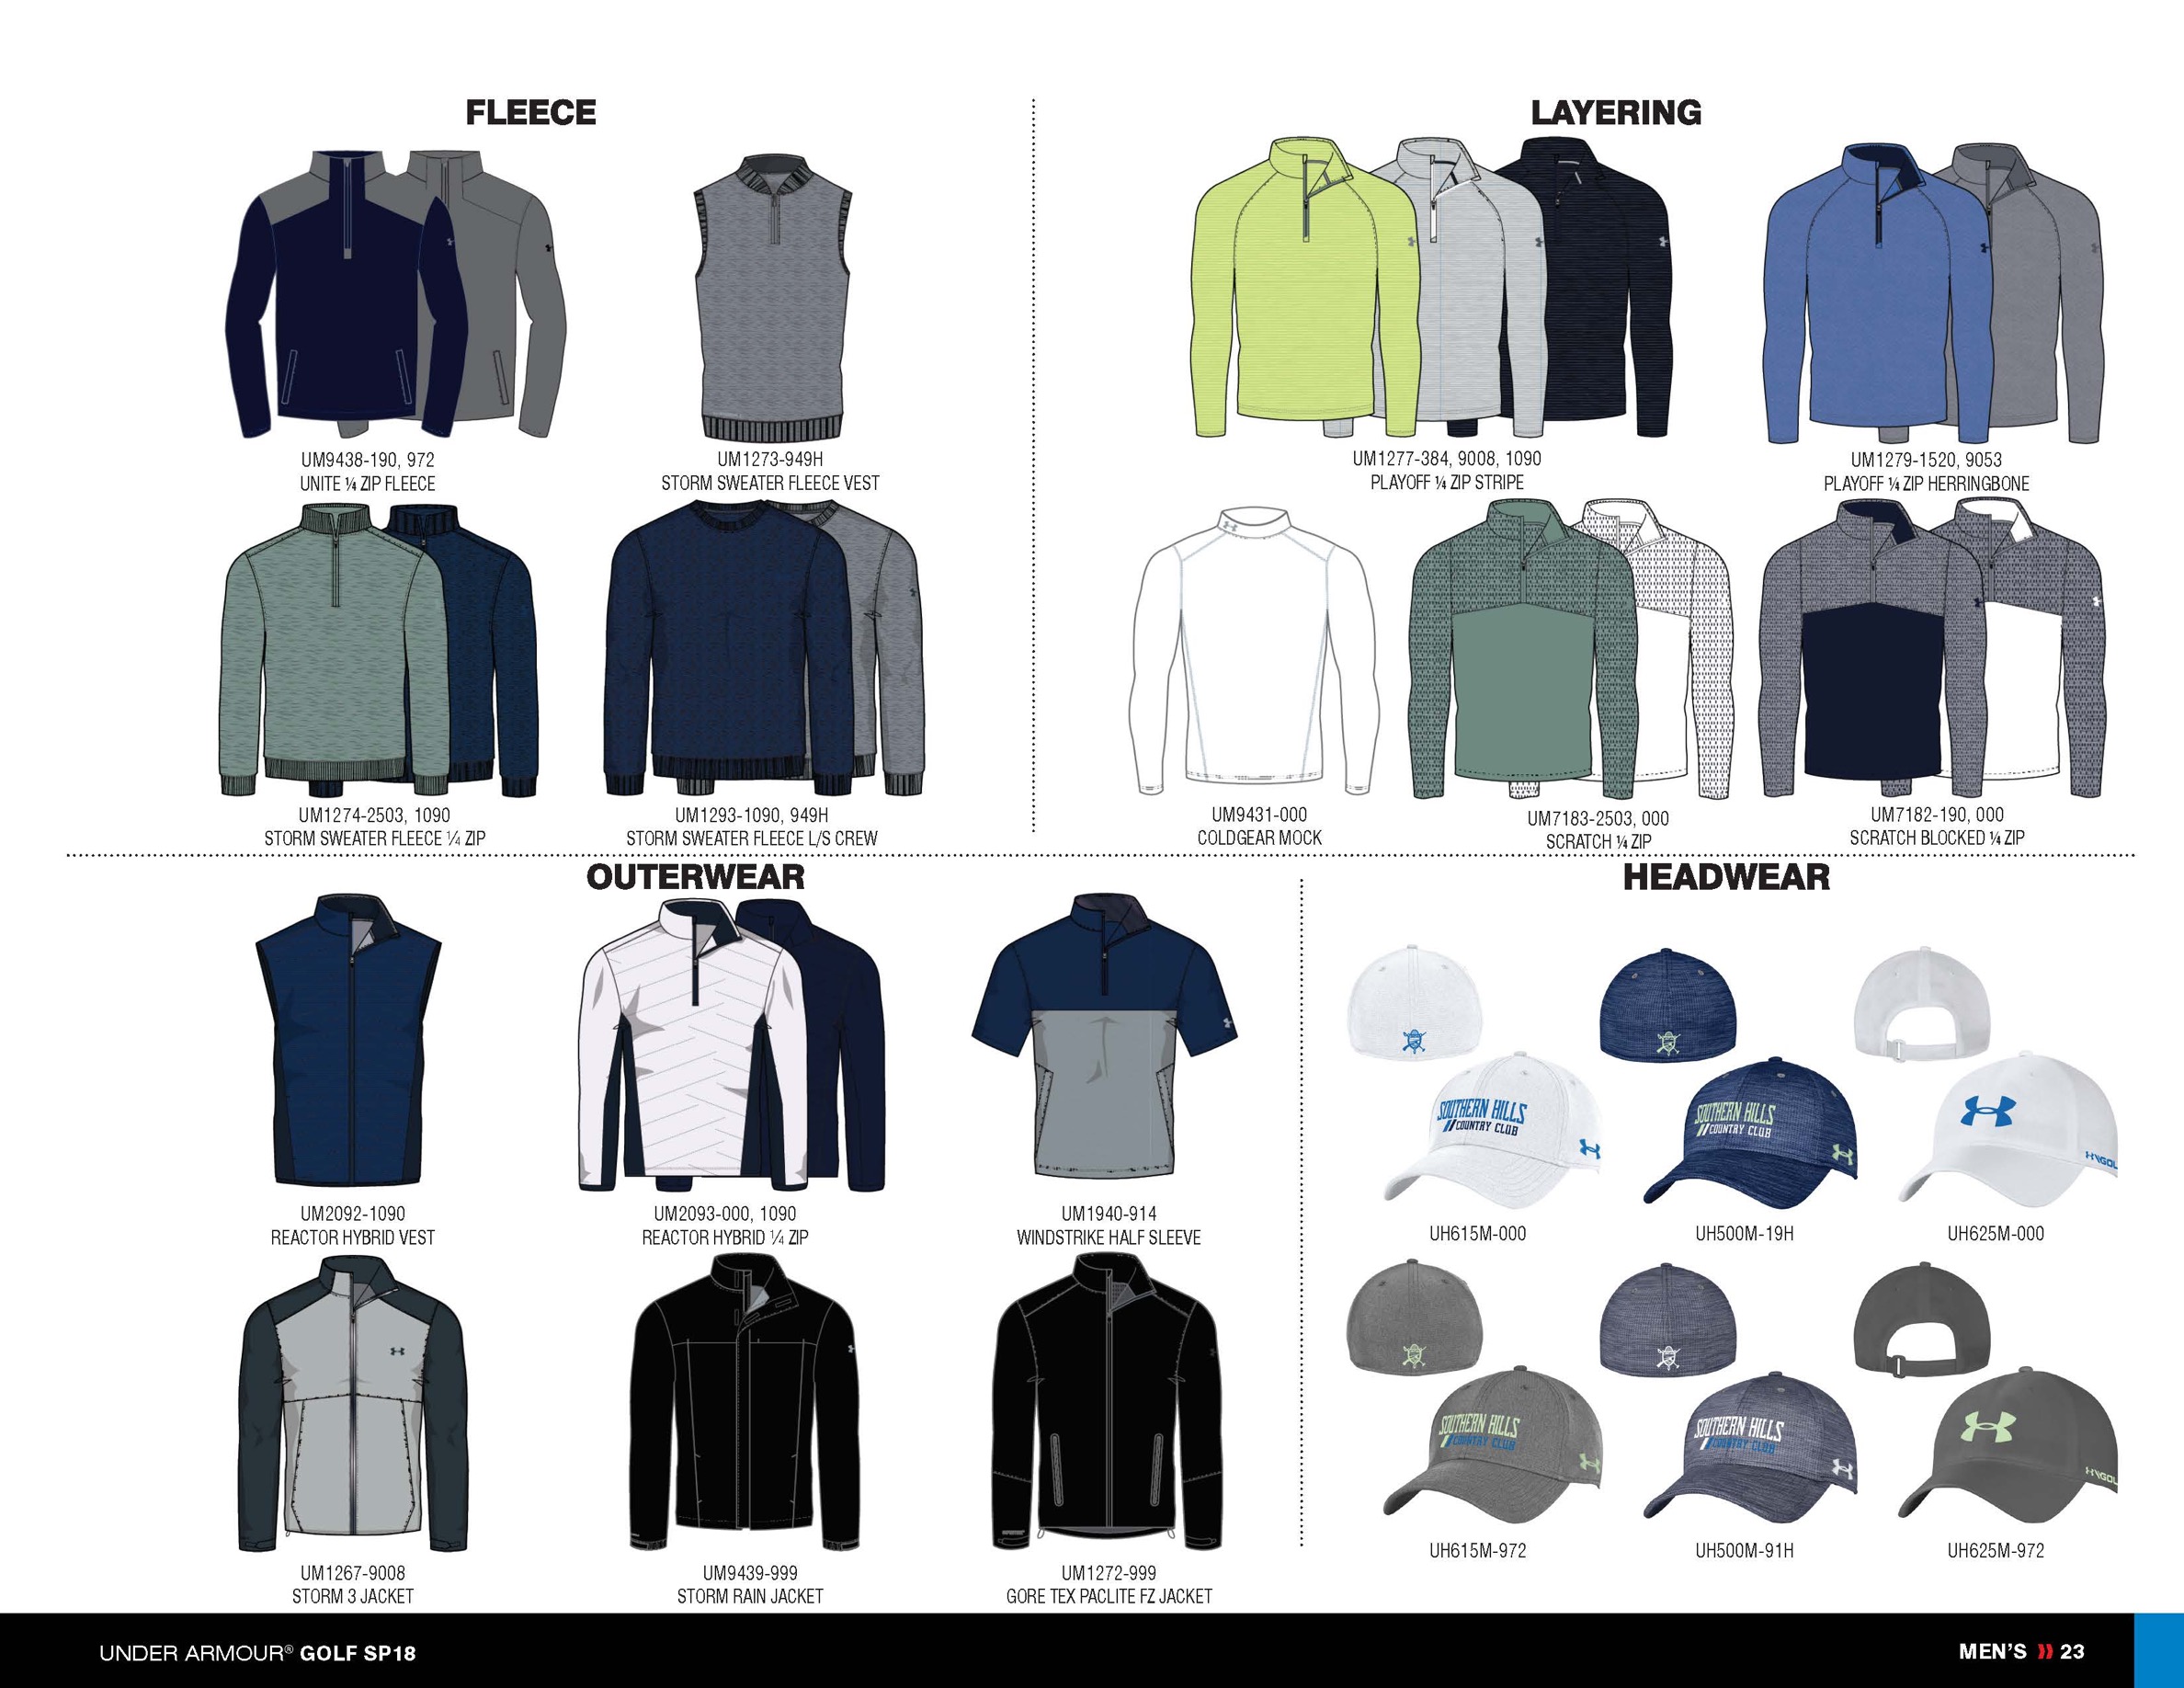 FLEECE
UM9438-190, 972
UNITE ¼ ZIP FLEECE
UM1273-949H
STORM SWEATER FLEECE VEST
UM1274-2503, 1090
STORM SWEATER FLEECE ¼ ZIP
UM1293-1090, 949H
STORM SWEATER FLEECE L/S CREW
LAYERING
UM1277-384, 9008, 1090
PLAYOFF ¼ ZIP STRIPE
UM1279-1520, 9053
PLAYOFF ¼ ZIP HERRINGBONE
UM9431-000
COLDGEAR MOCK
UM7183-2503, 000
SCRATCH ¼ ZIP
UM7182-190, 000
SCRATCH BLOCKED ¼ ZIP
OUTERWEAR
UM2092-1090
REACTOR HYBRID VEST
UM2093-000, 1090
REACTOR HYBRID ¼ ZIP
UM1940-914
WINDSTRIKE HALF SLEEVE
UM1267-9008
STORM 3 JACKET
UM9439-999
STORM RAIN JACKET
UM1272-999
GORE TEX PACLITE FZ JACKET
HEADWEAR
SOUTHERN HILLS
COUNTRY CLUB
UH615M-000
SOUTHERN HILLS
COUNTRY CLUB
UH500M-19H
UH625M-000
SOUTHERN HILLS
COUNTRY CLUB
UH615M-972
SOUTHERN HILLS
COUNTRY CLUB
UH500M-91H
UH625M-972
UNDER ARMOUR® GOLF SP18
MEN'S 23